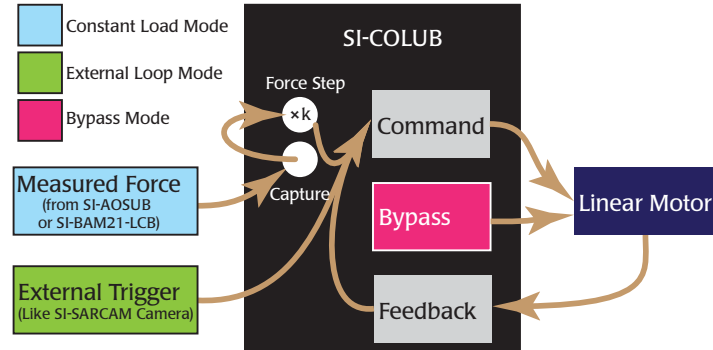 Constant Load Mode
External Loop Mode
Bypass Mode
SI-COLUB
Force Step
×k
Capture
Command
Bypass
Feedback
Measured Force
(from SI-AOSUB
or SI-BAM21-LCB)
External Trigger
(Like SI-SARCAM Camera)
Linear Motor